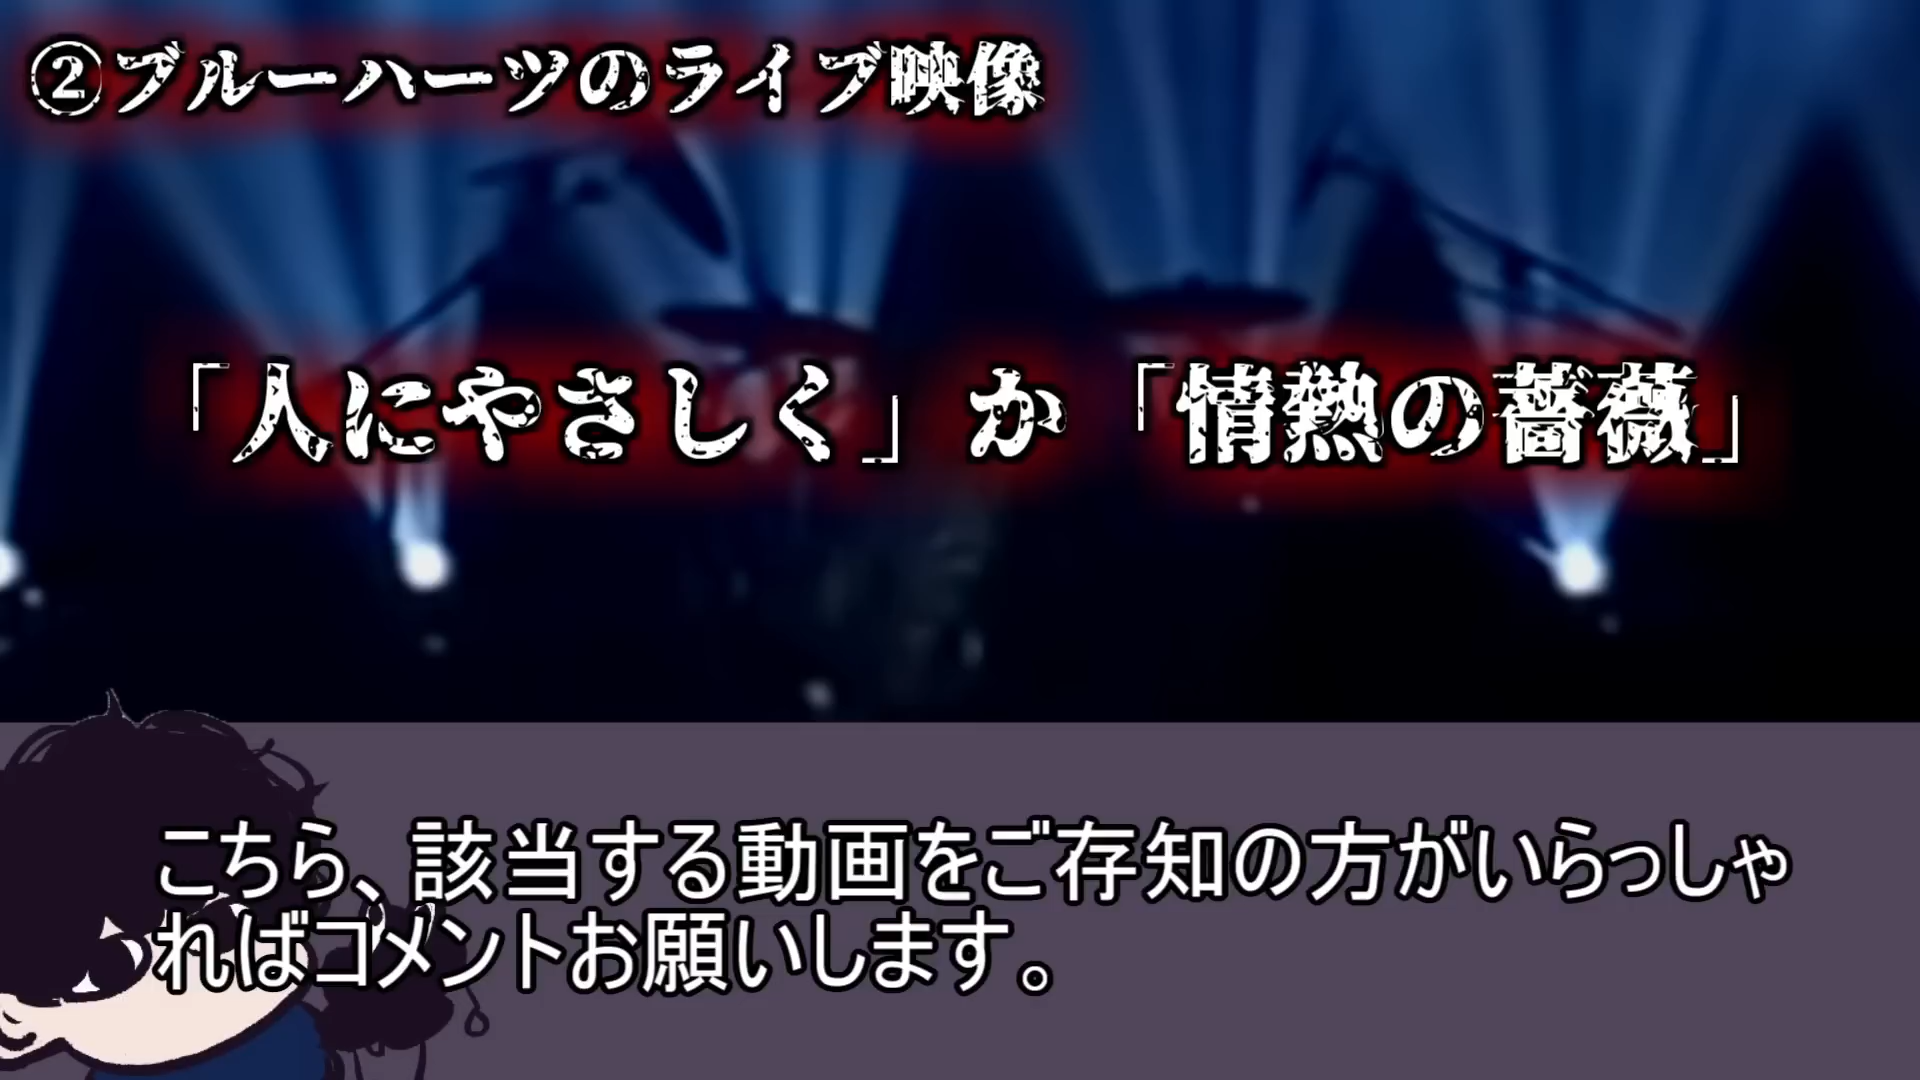 ②ブルーハーツのライブ映像
「人にやさしく」か「情熱の薔薇」
こちら、該当する動画をご存知の方がいらっしゃ
ればコメントお願いします。